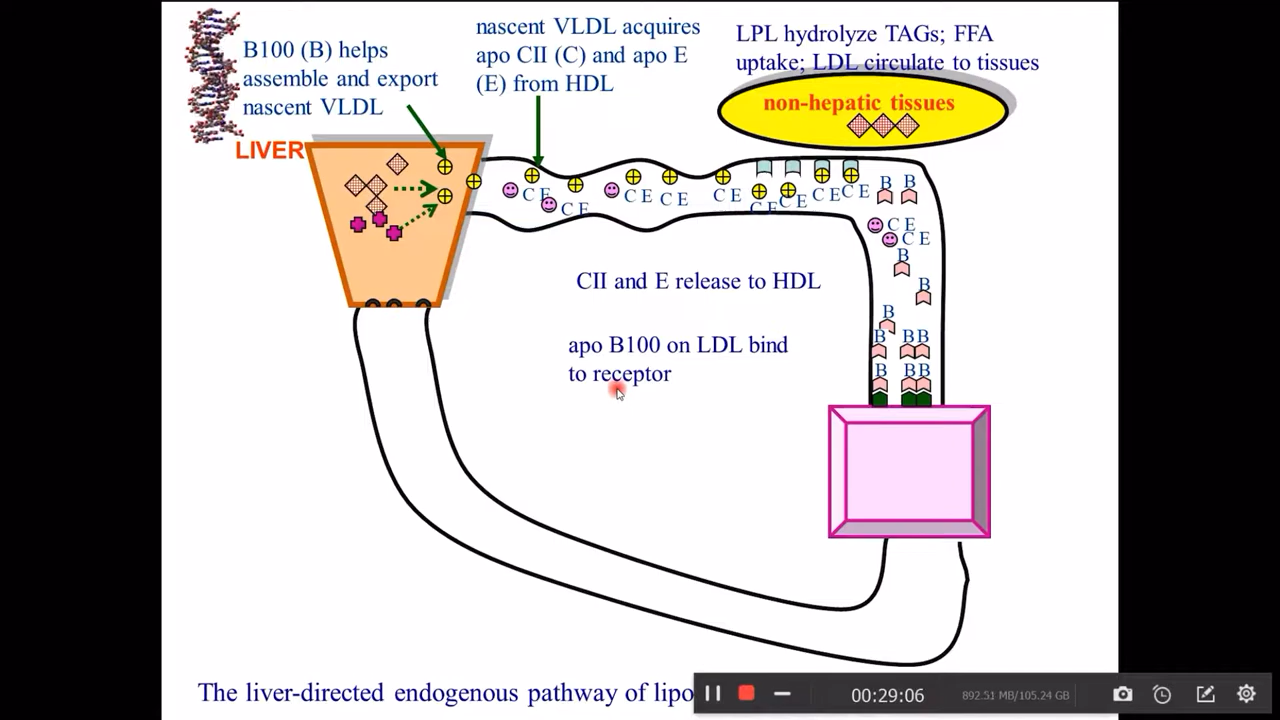 nascent VLDL acquires
apo CII (C) and apo E
(E) from HDL
B100 (B) helps
assemble and export
nascent VLDL
LPL hydrolyze TAGs; FFA
uptake; LDL circulate to tissues
non-hepatic tissues
LIVER
C E
C E
C E
C E
C E
C E
C E
C E
C E
B B
C E
C E
B
B
B
B BB
B BB
CII and E release to HDL
apo B100 on LDL bind
to receptor
The liver-directed endogenous pathway of lipo
00:29:06
892.51 MB/105.24 GB